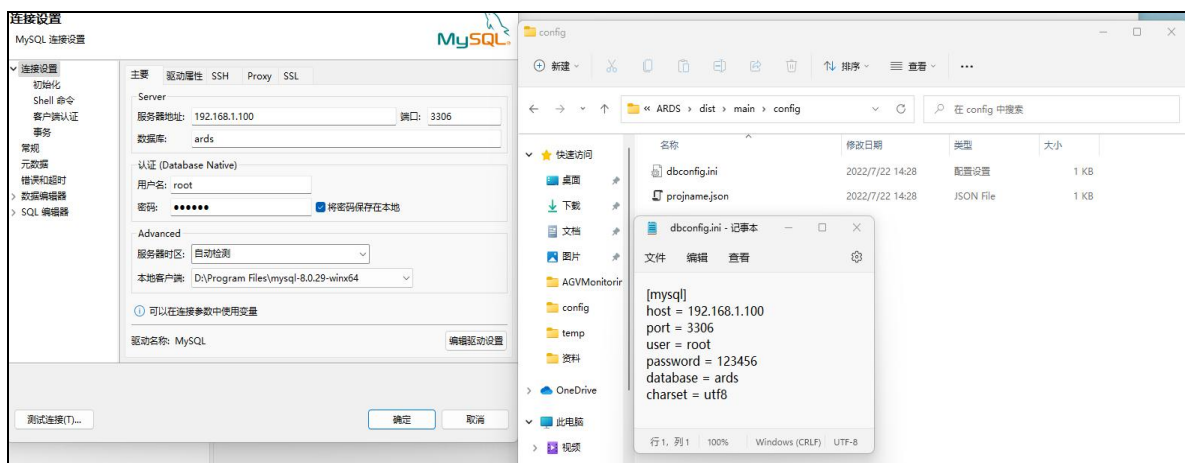 连接设置
MySQL 连接设置
MySQL
连接设置
初始化
Shell 命令
客户端认证
事务
常规
元数据
错误和超时
数据编辑器
SQL 编辑器
主要 驱动属性 SSH Proxy SSL
Server
服务器地址: 192.168.1.100 端口: 3306
数据库: ards
认证 (Database Native)
用户名: root
密码: ●●●●●● 将密码保存在本地
Advanced
服务器时区: 自动检测
本地客户端: D:\Program Files\mysql-8.0.29-winx64
可以在连接参数中使用变量
驱动名称: MySQL 编辑驱动设置
测试连接(T)... 确定 取消
config
新建 排序 查看 ...
« ARDS > dist > main > config 在 config 中搜索
名称 修改日期 类型 大小
dbconfig.ini 2022/7/22 14:28 配置设置 1 KB
projname.json 2022/7/22 14:28 JSON File 1 KB
快速访问
桌面
下载
文档
图片
AGVMonitorir
config
temp
资料
OneDrive
此电脑
视频
dbconfig.ini - 记事本
文件 编辑 查看
[mysql]
host = 192.168.1.100
port = 3306
user = root
password = 123456
database = ards
charset = utf8
行 1, 列 1 100% Windows (CRLF) UTF-8